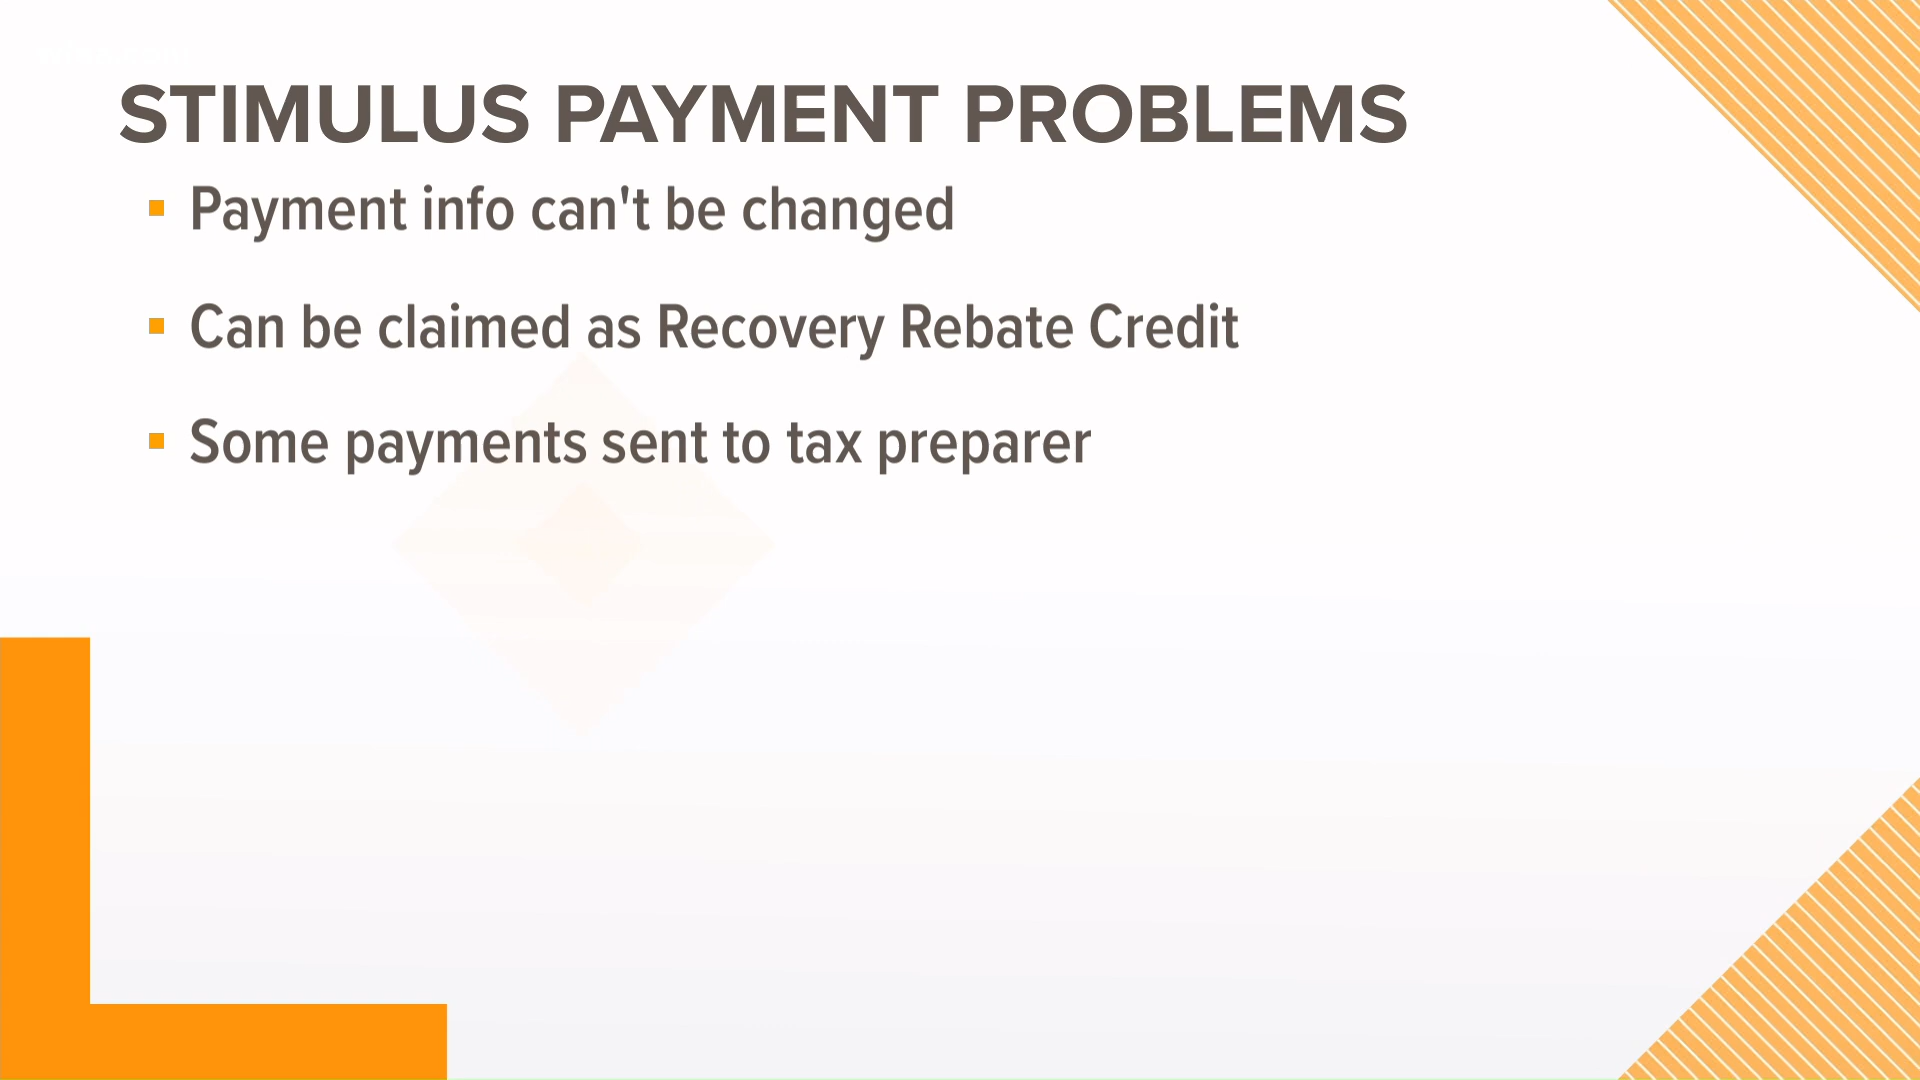 STIMULUS PAYMENT PROBLEMS
▪ Payment info can't be changed
▪ Can be claimed as Recovery Rebate Credit
▪ Some payments sent to tax preparer